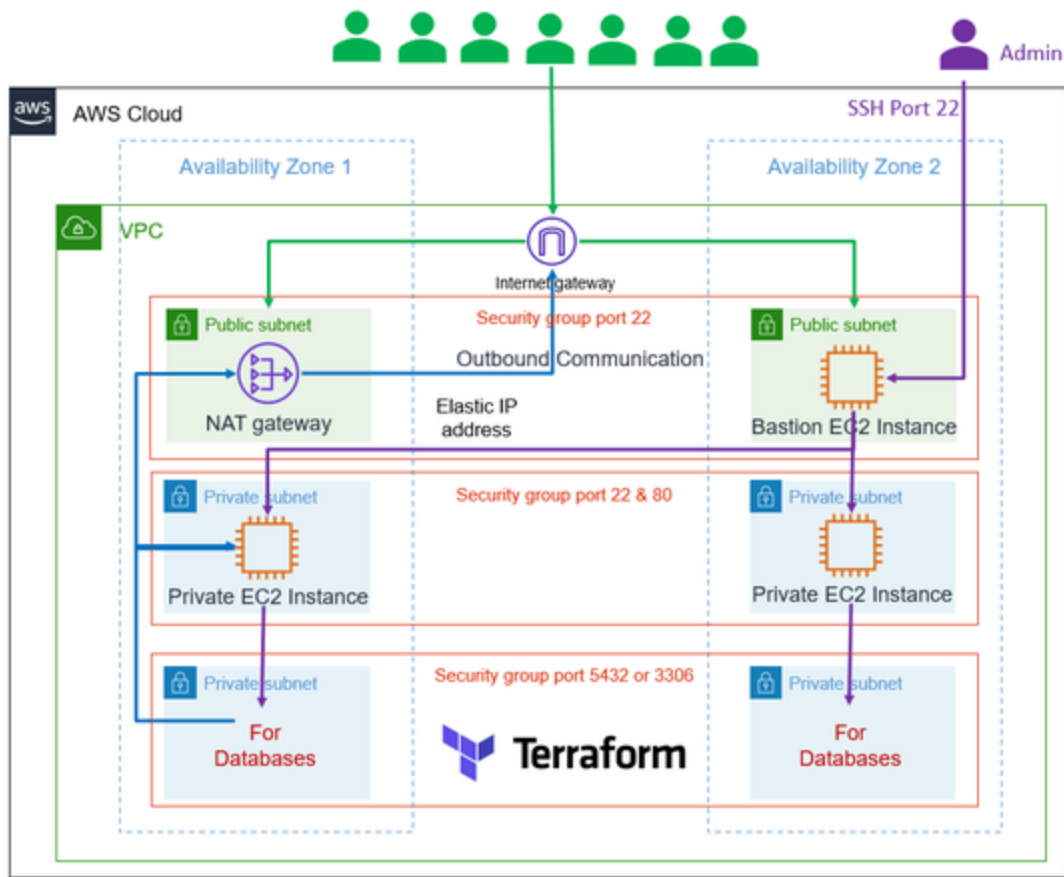 Admin
aws
AWS Cloud
SSH Port 22
Availability Zone 1
Availability Zone 2
VPC
Internet gateway
Public subnet
Security group port 22
Public subnet
Outbound Communication
NAT gateway
Elastic IP
address
Bastion EC2 Instance
Private subnet
Security group port 22 & 80
Private subnet
Private EC2 Instance
Private EC2 Instance
Private subnet
Security group port 5432 or 3306
Private subnet
For
Databases
Terraform
For
Databases